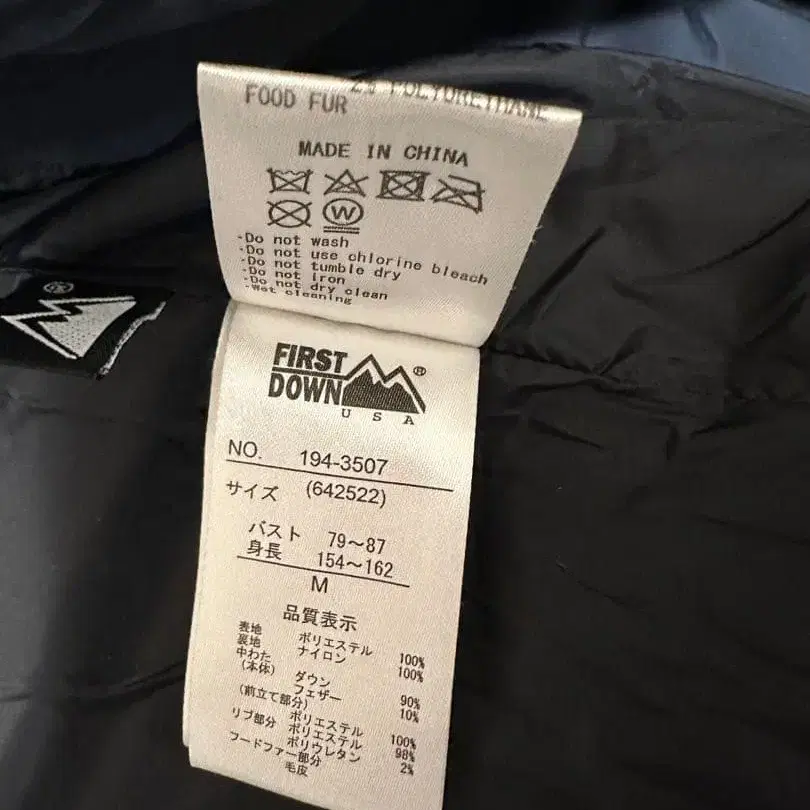 2% POLYURETHANE
FOOD FUR
MADE IN CHINA
W
·Do not wash
·Do not use chlorine bleach
·Do not tumble dry
·Do not iron
·Do not dry clean
·Wet cleaning
®
FIRST
DOWN ®
USA
NO. 194-3507
サイズ (642522)
バスト 79～87
身長 154～162
M
品質表示
表地 ポリエステル 100%
裏地 ナイロン 100%
中わた
(本体) ダウン 90%
フェザー 10%
(前立て部分)
ポリエステル 100%
リブ部分 ポリエステル 98%
ポリウレタン 2%
フードファー部分
毛皮